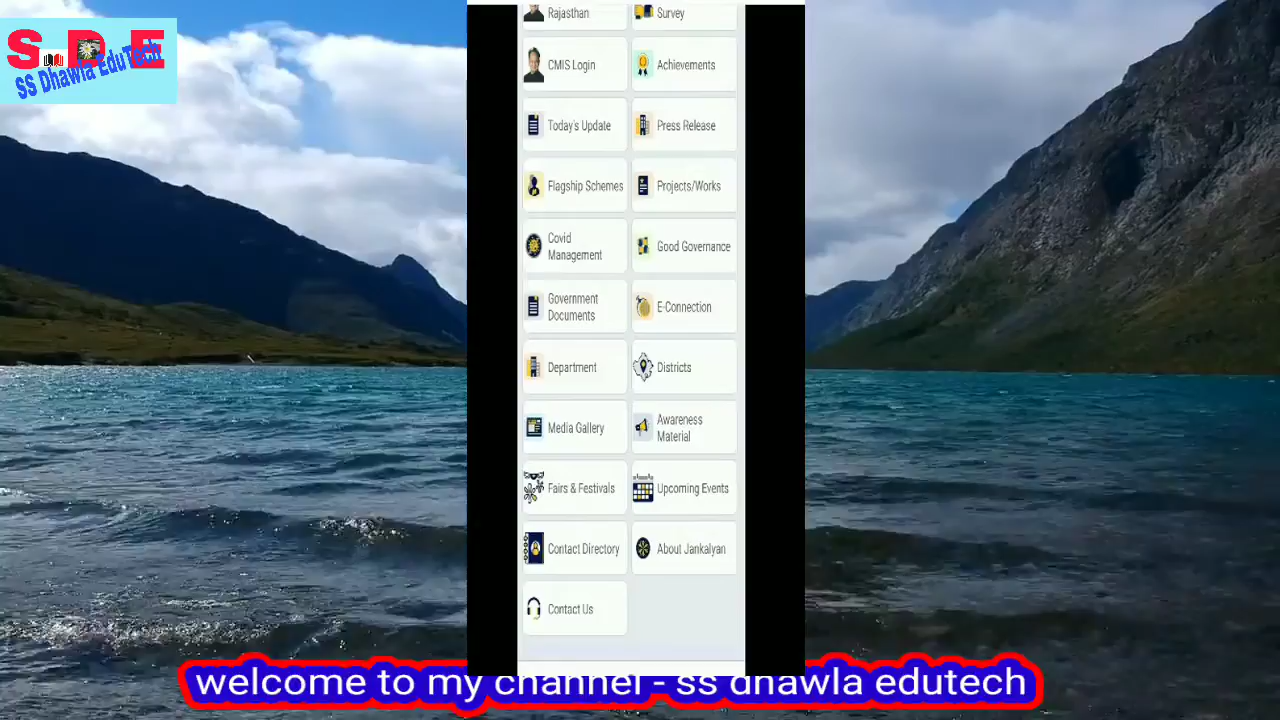 S D E
SS Dhawla EduTech
Rajasthan
Survey
CMIS Login
Achievements
Today's Update
Press Release
Flagship Schemes
Projects/Works
Covid
Management
Good Governance
Government
Documents
E-Connection
Department
Districts
Media Gallery
Awareness
Material
Fairs & Festivals
Upcoming Events
Contact Directory
About Jankalyan
Contact Us
welcome to my channel - ss dhawla edutech